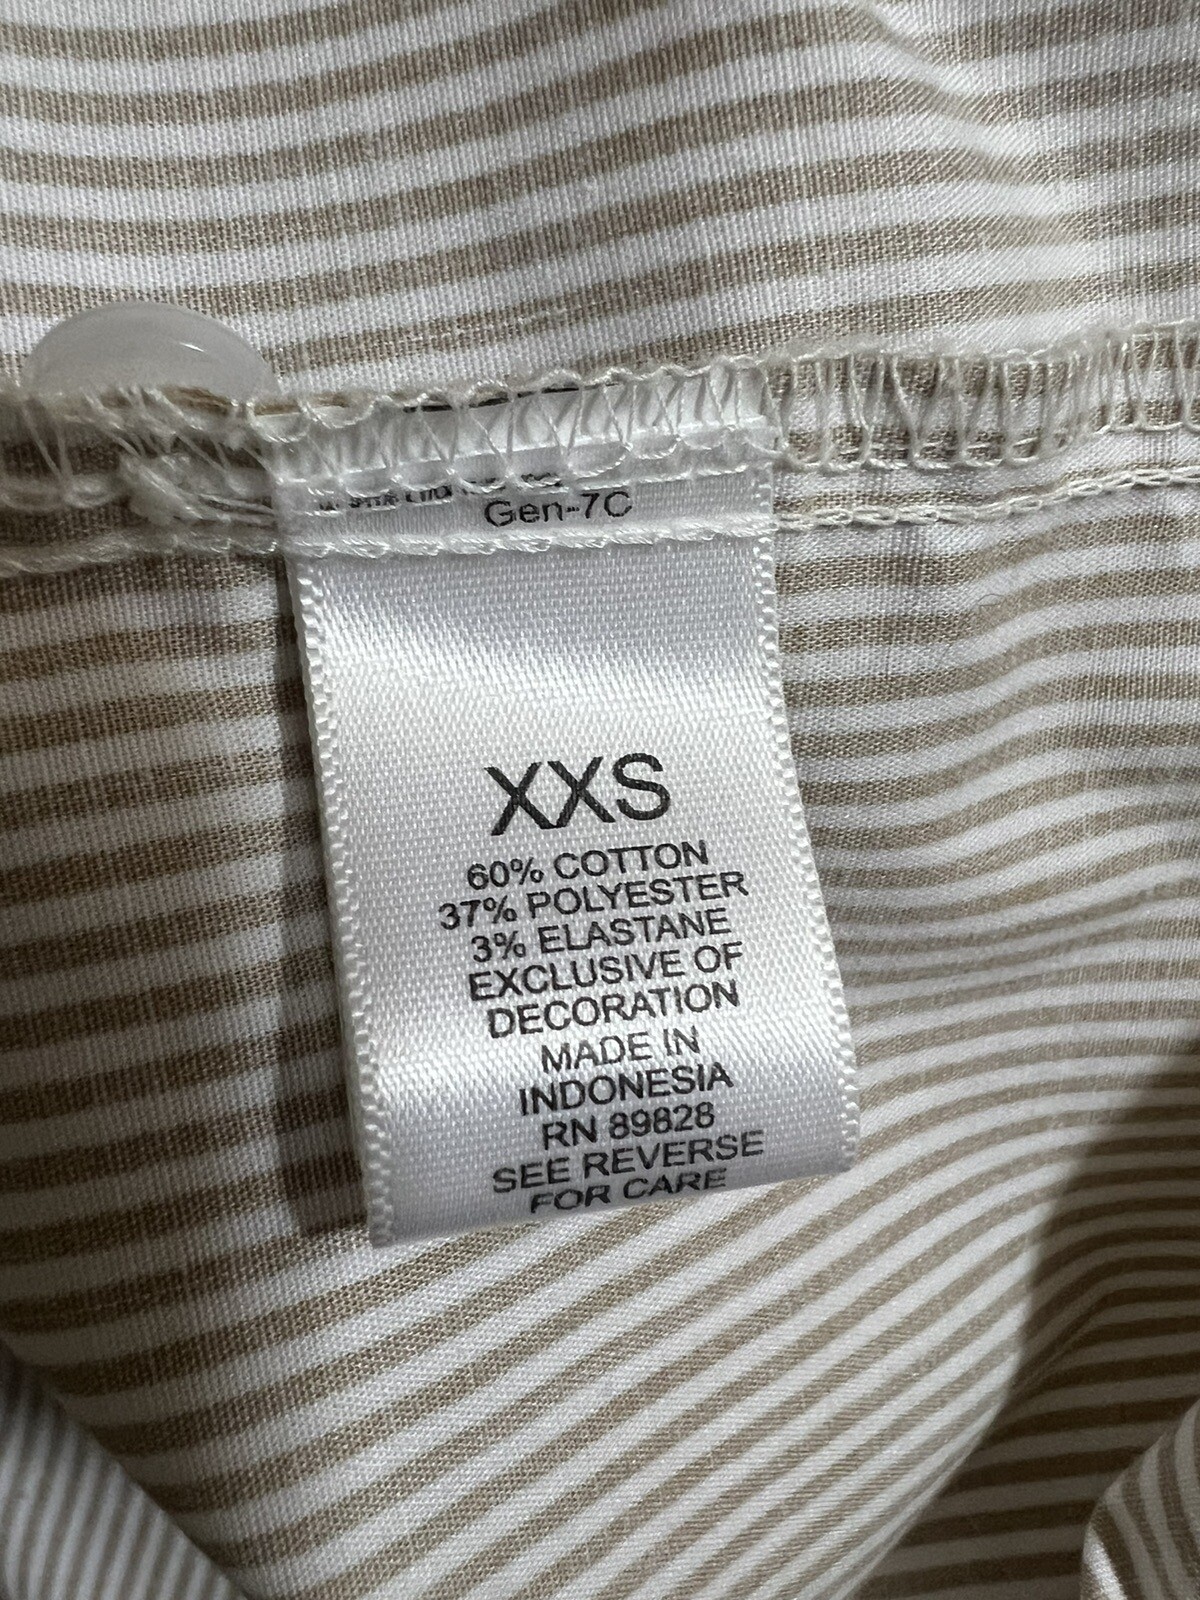 Gen-7C
XXS
60% COTTON
37% POLYESTER
3% ELASTANE
EXCLUSIVE OF
DECORATION
MADE IN
INDONESIA
RN 89828
SEE REVERSE
FOR CARE